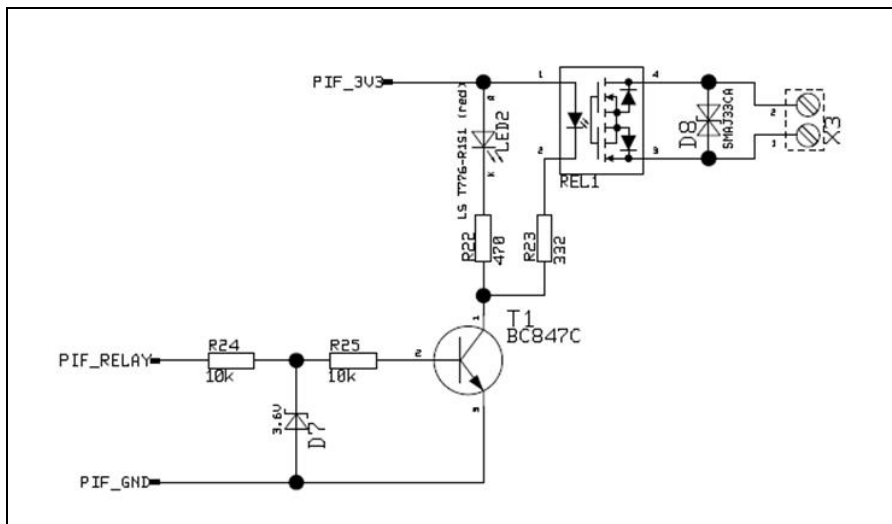 PIF_3V3
1
4
A
LED2
K
LS T776-R1S1 (red)
2
3
REL1
D8
SMAJ33CA
2
1
X3
R22
470
R23
332
1
T1
BC847C
R24
10k
R25
10k
2
PIF_RELAY
3.6V
D7
3
PIF_GND